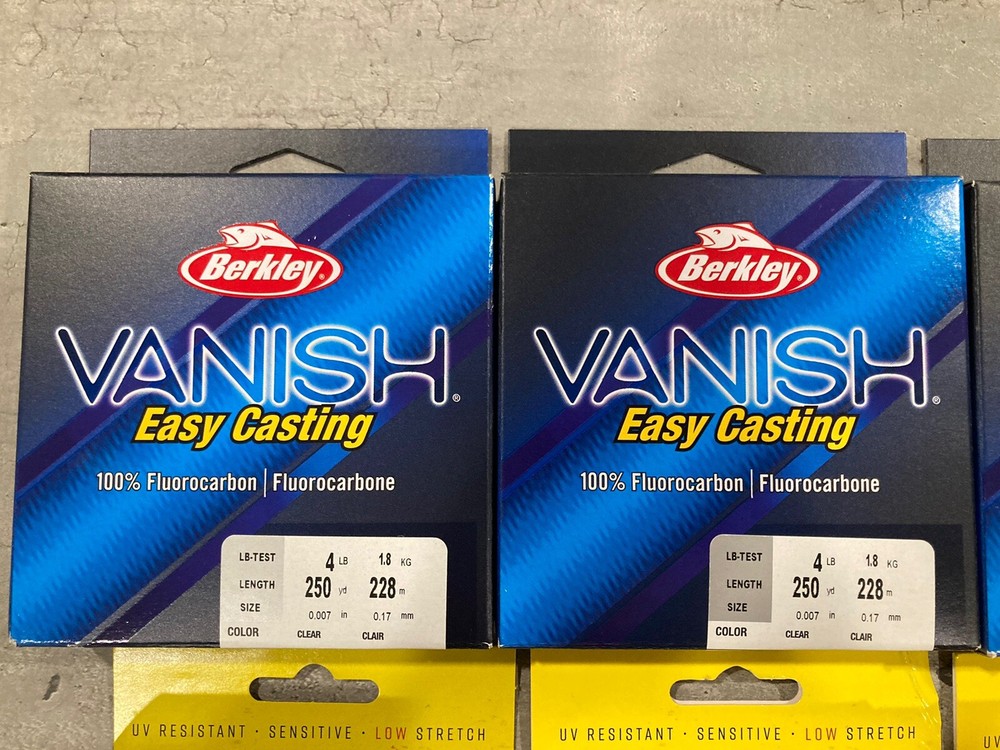 Berkley®
VANISH®
Easy Casting
100% Fluorocarbon | Fluorocarbone
LB-TEST 4 LB 1.8 KG
LENGTH 250 yd 228 m
SIZE 0.007 in 0.17 mm
COLOR CLEAR CLAIR
Berkley®
VANISH®
Easy Casting
100% Fluorocarbon | Fluorocarbone
LB-TEST 4 LB 1.8 KG
LENGTH 250 yd 228 m
SIZE 0.007 in 0.17 mm
COLOR CLEAR CLAIR
UV RESISTANT · SENSITIVE · LOW STRETCH
UV RESISTANT · SENSITIVE · LOW STRETCH
UV